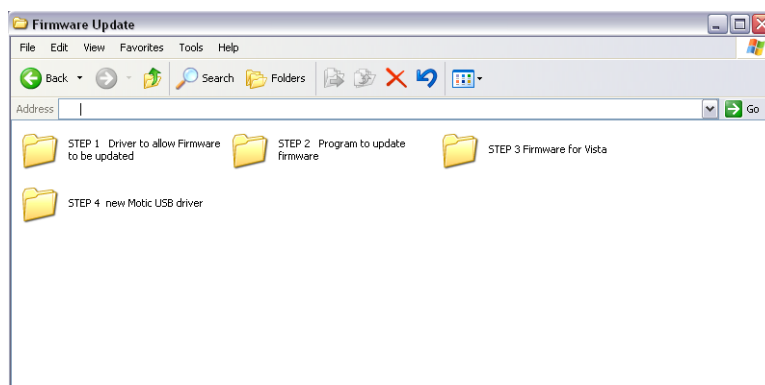 Firmware Update
File Edit View Favorites Tools Help
Back Search Folders
Address Go
STEP 1 Driver to allow Firmware
to be updated
STEP 2 Program to update
firmware
STEP 3 Firmware for Vista
STEP 4 new Motic USB driver